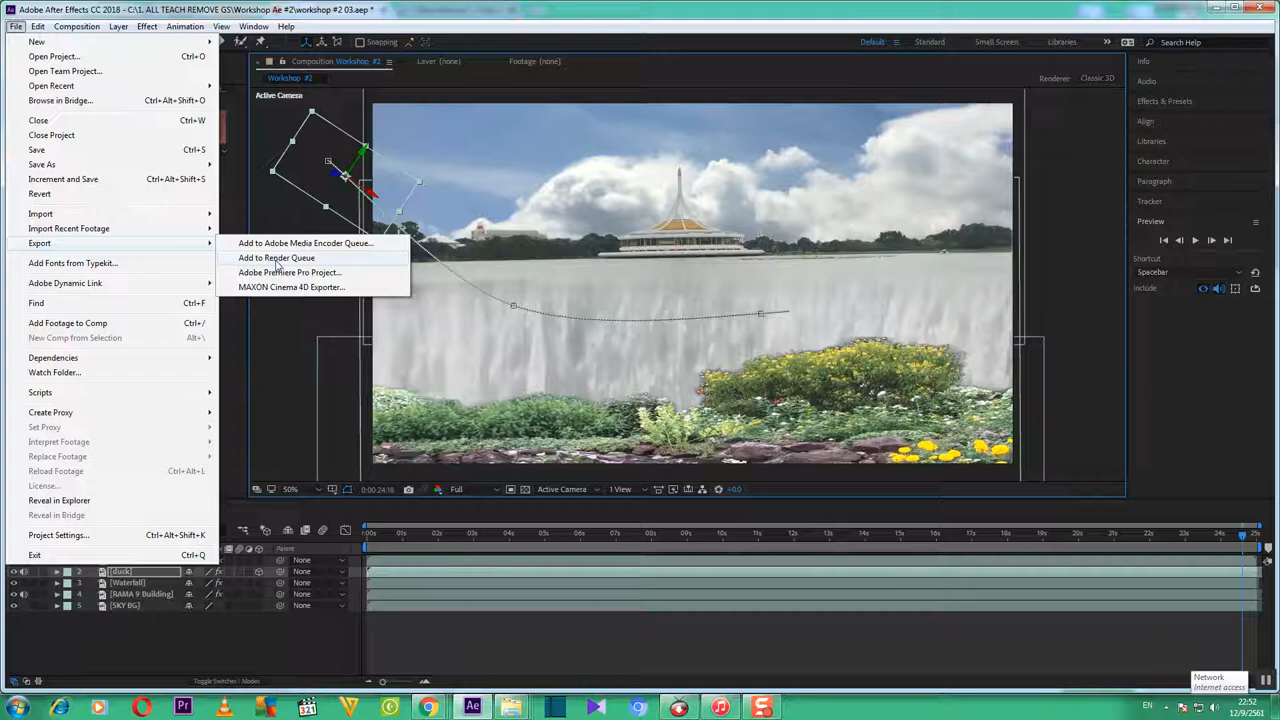 Adobe After Effects CC 2018 - C:\1. ALL TEACH REMOVE GS\Workshop Ae #2\workshop #2 03.aep *
File Edit Composition Layer Effect Animation View Window Help
Snapping
Default Standard Small Screen Libraries Search Help
New
Open Project... Ctrl+O
Open Team Project...
Open Recent
Browse in Bridge... Ctrl+Alt+Shift+O
Close Ctrl+W
Close Project
Save Ctrl+S
Save As
Increment and Save Ctrl+Alt+Shift+S
Revert
Import
Import Recent Footage
Export
Add Fonts from Typekit...
Adobe Dynamic Link
Find Ctrl+F
Add Footage to Comp Ctrl+/
New Comp from Selection Ctrl+Alt+\
Dependencies
Watch Folder...
Scripts
Create Proxy
Set Proxy
Interpret Footage
Replace Footage
Reload Footage Ctrl+Alt+L
License...
Reveal in Explorer
Reveal in Bridge
Project Settings... Ctrl+Alt+Shift+K
Exit Ctrl+Q
Add to Adobe Media Encoder Queue...
Add to Render Queue
Adobe Premiere Pro Project...
MAXON Cinema 4D Exporter...
Composition Workshop #2
Layer (none)
Footage (none)
Workshop #2
Renderer: Classic 3D
Active Camera
50%
0:00:24:18
Full
Active Camera
1 View
+0.0
Info
Audio
Effects & Presets
Align
Libraries
Character
Paragraph
Tracker
Preview
Shortcut
Spacebar
Parent
:00s 01s 02s 03s 04s 05s 06s 07s 08s 09s 10s 11s 12s 13s 14s 15s 16s 17s 18s 19s 20s 21s 22s 23s 24s 25s
None
2 [duck] None
3 [Waterfall] None
4 [RAMA 9 Building] None
5 [SKY BG] None
Toggle Switches / Modes
Network
Internet access
EN
22:52
12/9/2561